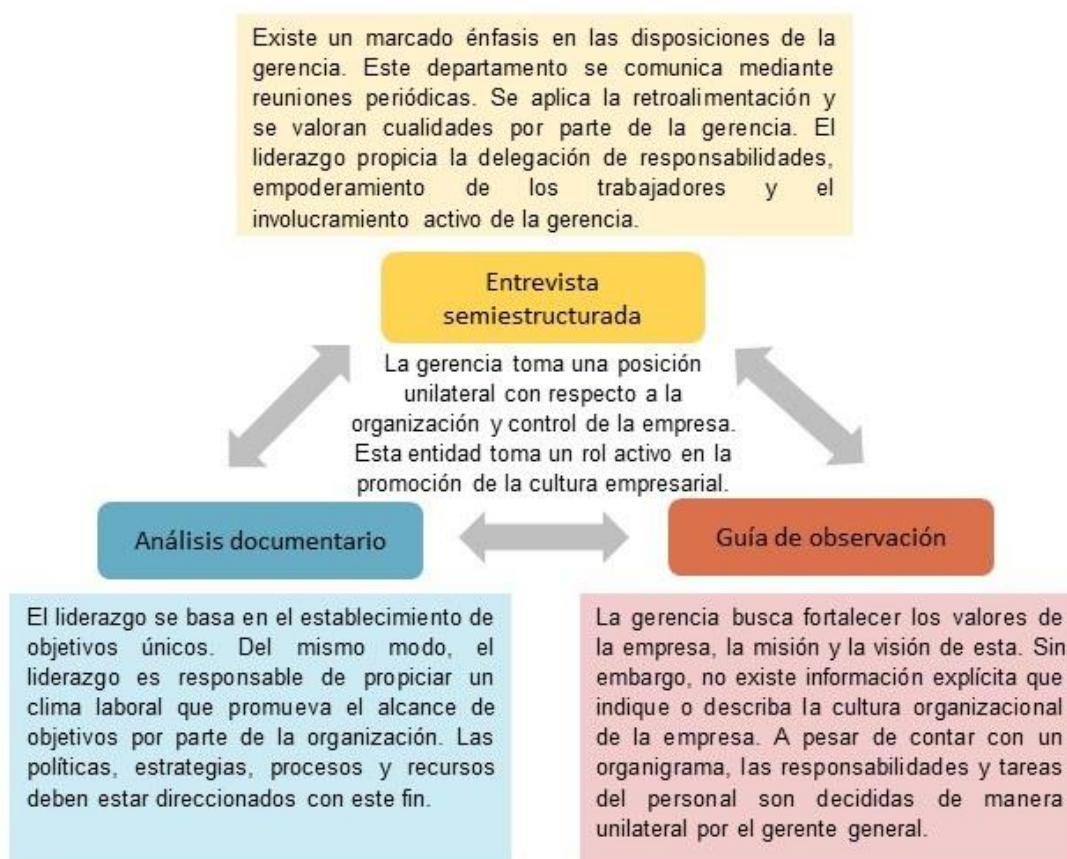 Existe un marcado énfasis en las disposiciones de la
gerencia. Este departamento se comunica mediante
reuniones periódicas. Se aplica la retroalimentación y
se valoran cualidades por parte de la gerencia. El
liderazgo propicia la delegación de responsabilidades,
empoderamiento de los trabajadores y el
involucramiento activo de la gerencia.
Entrevista
semiestructurada
La gerencia toma una posición
unilateral con respecto a la
organización y control de la empresa.
Esta entidad toma un rol activo en la
promoción de la cultura empresarial.
Análisis documentario
Guía de observación
El liderazgo se basa en el establecimiento de
objetivos únicos. Del mismo modo, el
liderazgo es responsable de propiciar un
clima laboral que promueva el alcance de
objetivos por parte de la organización. Las
políticas, estrategias, procesos y recursos
deben estar direccionados con este fin.
La gerencia busca fortalecer los valores de
la empresa, la misión y la visión de esta. Sin
embargo, no existe información explícita que
indique o describa la cultura organizacional
de la empresa. A pesar de contar con un
organigrama, las responsabilidades y tareas
del personal son decididas de manera
unilateral por el gerente general.